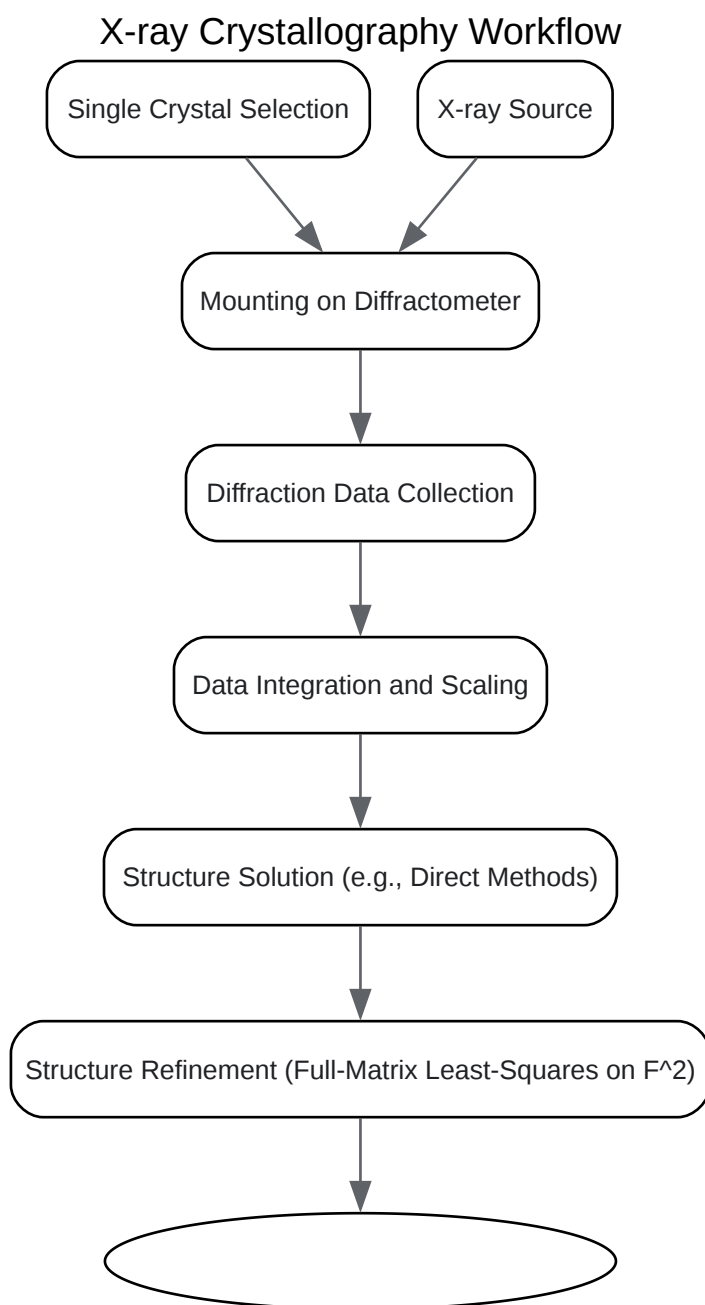 X-ray Crystallography Workflow
Single Crystal Selection
X-ray Source
Mounting on Diffractometer
Diffraction Data Collection
Data Integration and Scaling
Structure Solution (e.g., Direct Methods)
Structure Refinement (Full-Matrix Least-Squares on F^2)